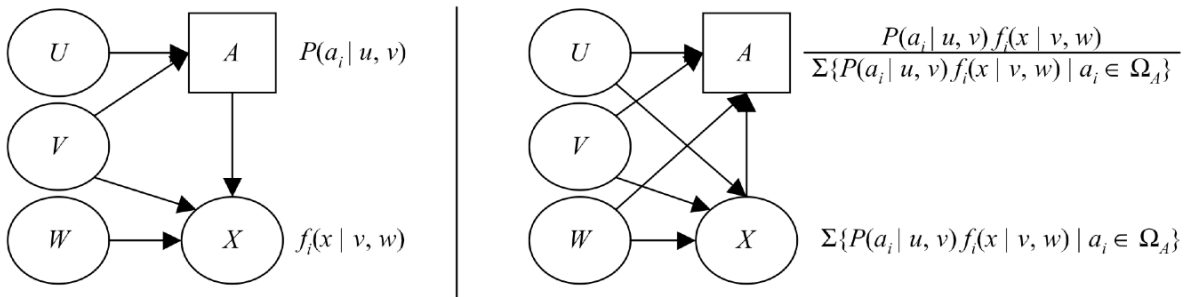 U
A
P(a_i | u, v)
V
W
X
f_i(x | v, w)
U
A
P(a_i | u, v) f_i(x | v, w)
Σ{P(a_i | u, v) f_i(x | v, w) | a_i ∈ Ω_A}
V
W
X
Σ{P(a_i | u, v) f_i(x | v, w) | a_i ∈ Ω_A}